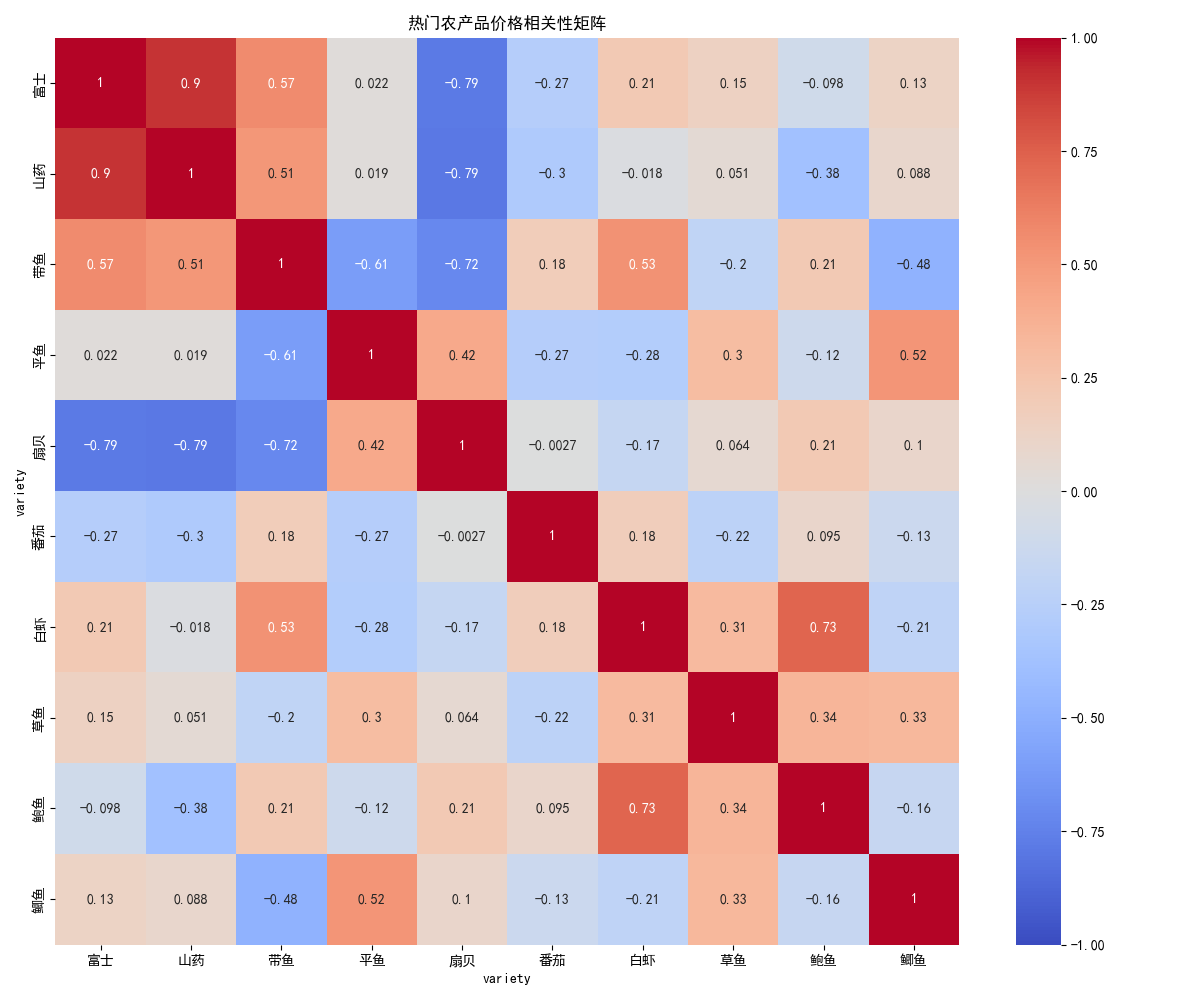 热门农产品价格相关性矩阵
富士 1 0.9 0.57 0.022 -0.79 -0.27 0.21 0.15 -0.098 0.13
山药 0.9 1 0.51 0.019 -0.79 -0.3 -0.018 0.051 -0.38 0.088
带鱼 0.57 0.51 1 -0.61 -0.72 0.18 0.53 -0.2 0.21 -0.48
平鱼 0.022 0.019 -0.61 1 0.42 -0.27 -0.28 0.3 -0.12 0.52
扇贝 -0.79 -0.79 -0.72 0.42 1 -0.0027 -0.17 0.064 0.21 0.1
番茄 -0.27 -0.3 0.18 -0.27 -0.0027 1 0.18 -0.22 0.095 -0.13
白虾 0.21 -0.018 0.53 -0.28 -0.17 0.18 1 0.31 0.73 -0.21
草鱼 0.15 0.051 -0.2 0.3 0.064 -0.22 0.31 1 0.34 0.33
鲍鱼 -0.098 -0.38 0.21 -0.12 0.21 0.095 0.73 0.34 1 -0.16
鲫鱼 0.13 0.088 -0.48 0.52 0.1 -0.13 -0.21 0.33 -0.16 1
富士 山药 带鱼 平鱼 扇贝 番茄 白虾 草鱼 鲍鱼 鲫鱼
variety
variety
1.00
0.75
0.50
0.25
0.00
-0.25
-0.50
-0.75
-1.00